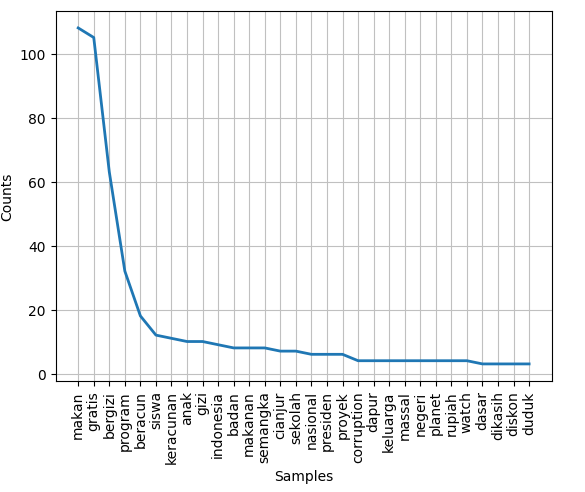 100
80
60
40
20
0
Counts
makan
gratis
bergizi
program
beracun
siswa
keracunan
anak
gizi
indonesia
badan
makanan
semangka
cianjur
sekolah
nasional
presiden
proyek
corruption
dapur
keluarga
massal
negeri
planet
rupiah
watch
dasar
dikasih
diskon
duduk
Samples